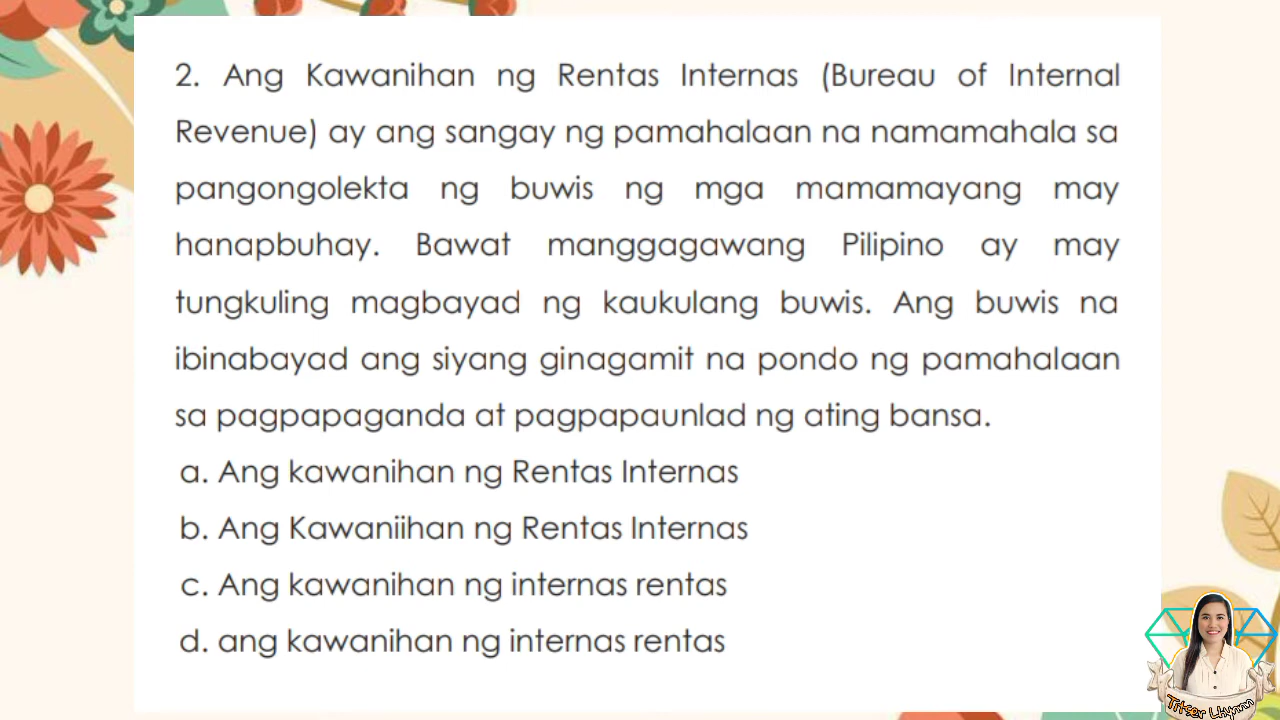 2. Ang Kawanihan ng Rentas Internas (Bureau of Internal
Revenue) ay ang sangay ng pamahalaan na namamahala sa
pangongolekta ng buwis ng mga mamamayang may
hanapbuhay. Bawat manggagawang Pilipino ay may
tungkuling magbayad ng kaukulang buwis. Ang buwis na
ibinabayad ang siyang ginagamit na pondo ng pamahalaan
sa pagpapaganda at pagpapaunlad ng ating bansa.
a. Ang kawanihan ng Rentas Internas
b. Ang Kawaniihan ng Rentas Internas
c. Ang kawanihan ng internas rentas
d. ang kawanihan ng internas rentas
Titser Lhynnn